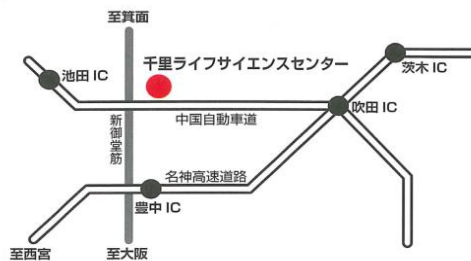 至箕面
千里ライフサイエンスセンター
茨木 IC
池田 IC
吹田 IC
中国自動車道
新御堂筋
名神高速道路
豊中 IC
至西宮
至大阪